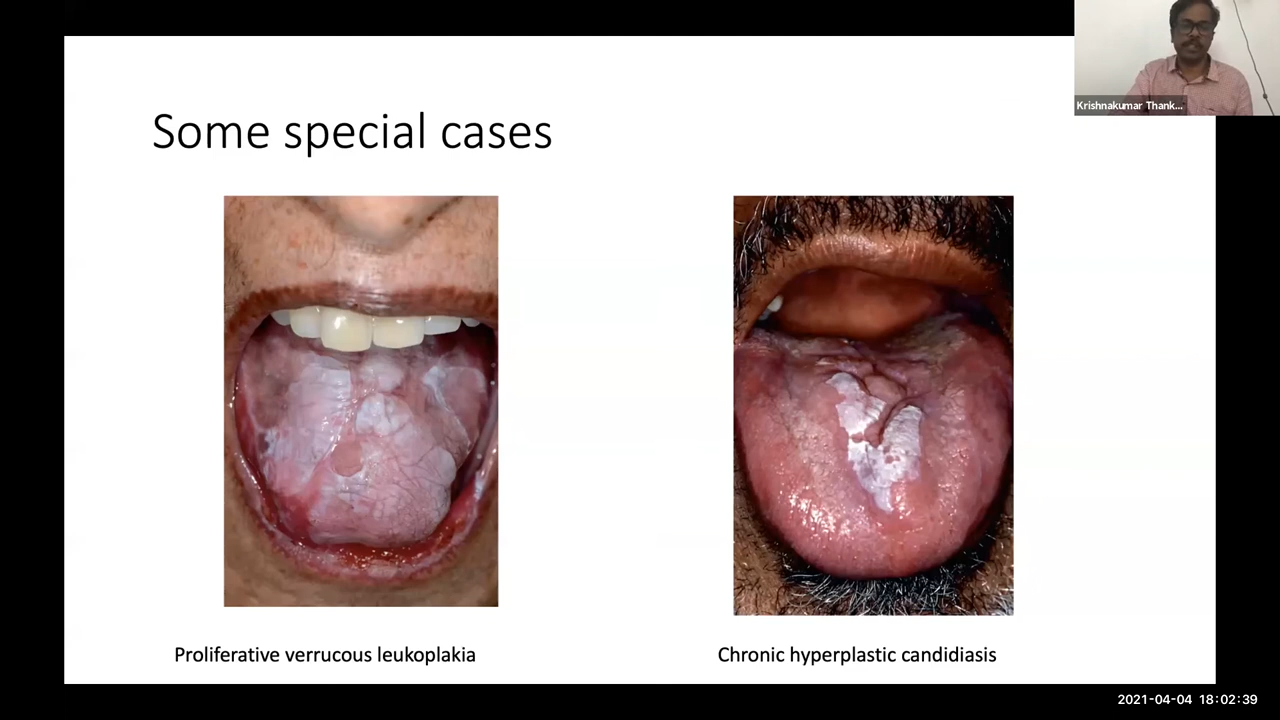 Krishnakumar Thank...
Some special cases
Proliferative verrucous leukoplakia
Chronic hyperplastic candidiasis
2021-04-04 18:02:39